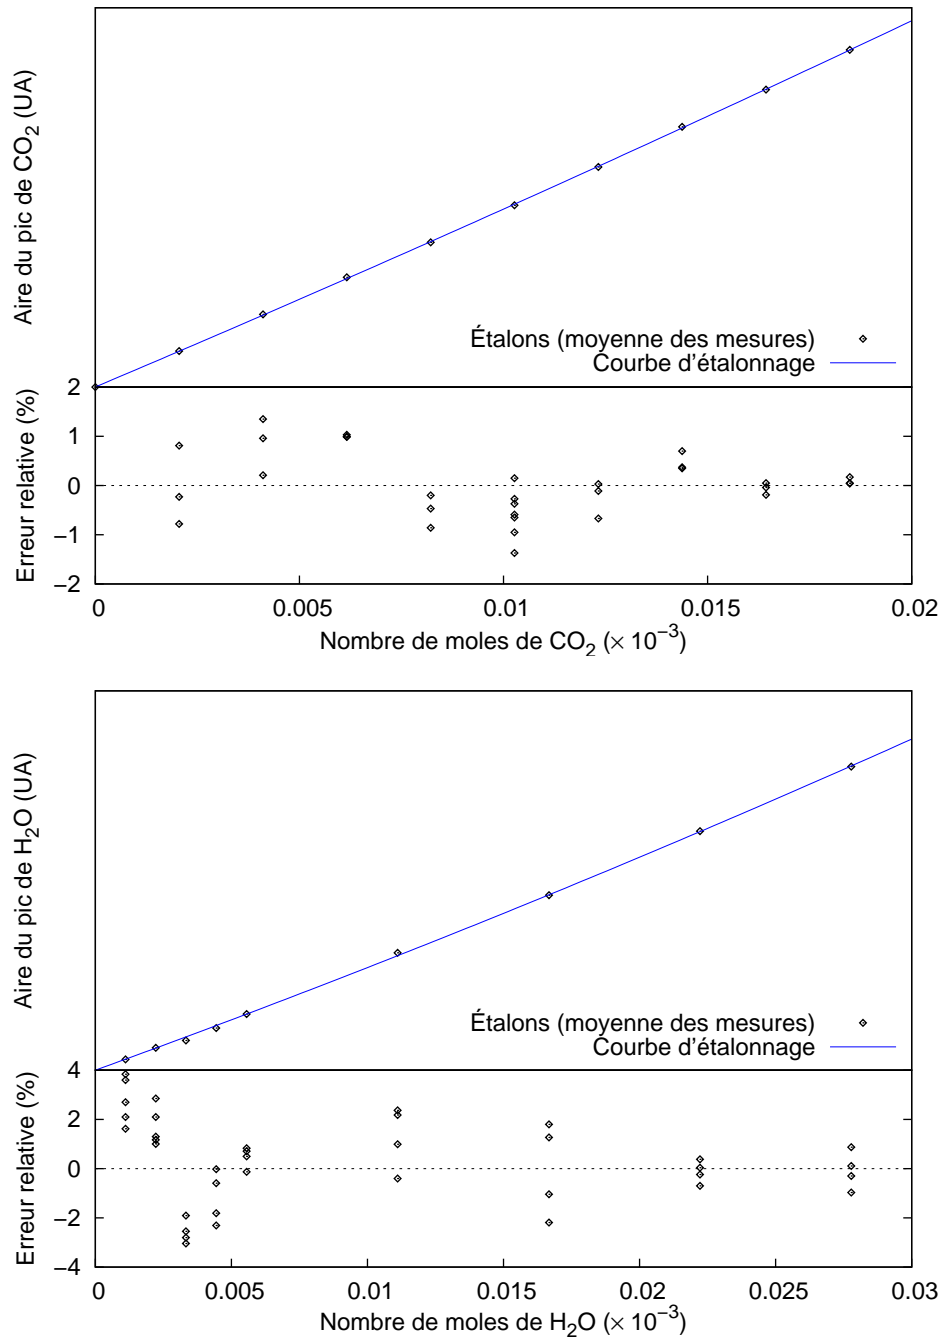 Aire du pic de CO2 (UA)
Étalons (moyenne des mesures)
Courbe d'étalonnage
Erreur relative (%)
2
1
0
−1
−2
0 0.005 0.01 0.015 0.02
Nombre de moles de CO2 (× 10−3)
Aire du pic de H2O (UA)
Étalons (moyenne des mesures)
Courbe d'étalonnage
Erreur relative (%)
4
2
0
−2
−4
0 0.005 0.01 0.015 0.02 0.025 0.03
Nombre de moles de H2O (× 10−3)